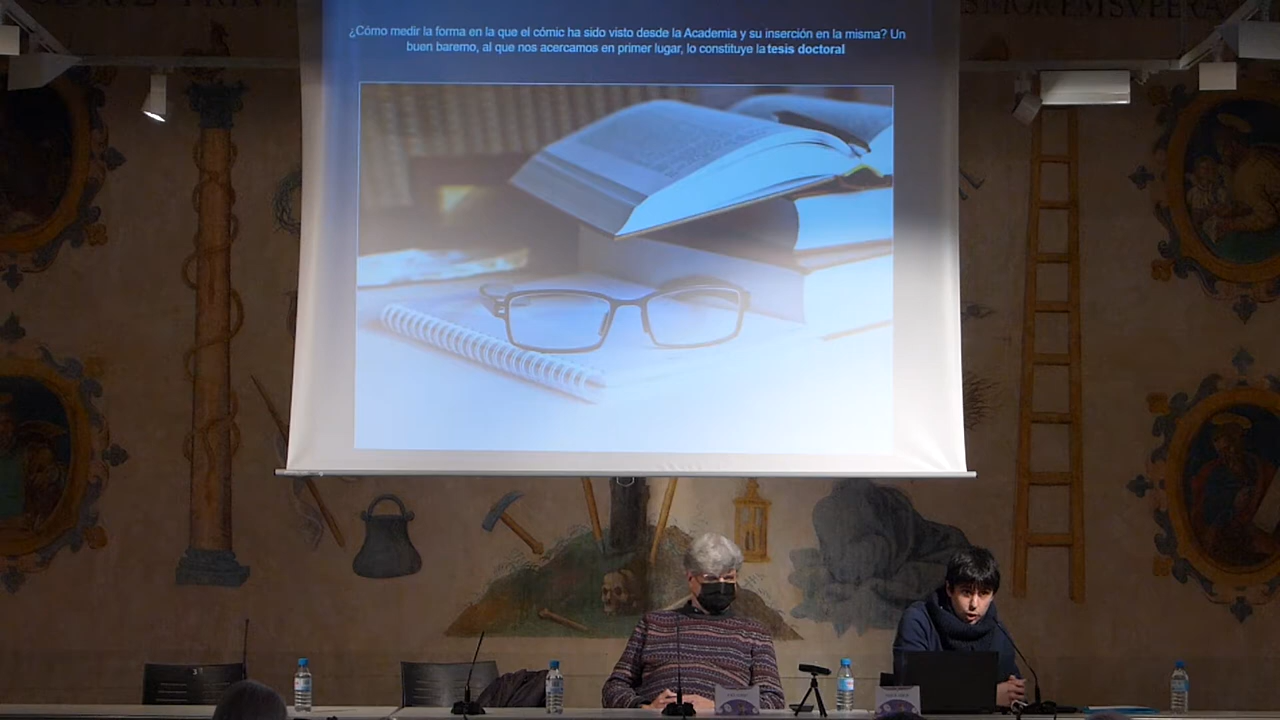 ¿Cómo medir la forma en la que el cómic ha sido visto desde la Academia y su inserción en la misma? Un
buen baremo, al que nos acercamos en primer lugar, lo constituye la tesis doctoral